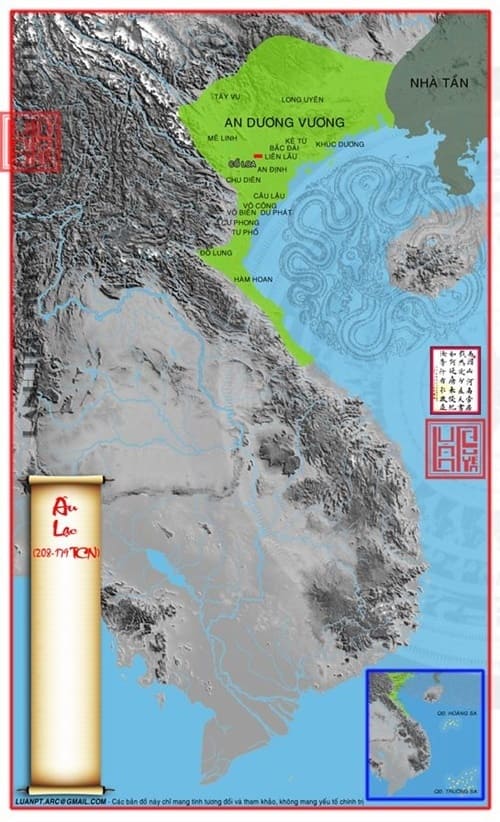 NHÀ TẦN
TÂY VU
LONG UYÊN
AN DƯƠNG VƯƠNG
MÊ LINH
KÊ TỪ
KHÚC DƯƠNG
BẮC ĐÁI
LIÊN LÂU
CỔ LOA
AN ĐỊNH
CHU DIÊN
CÂU LẬU
VÔ CÔNG
VÔ BIÊN
DƯ PHÁT
CƯ PHONG
TƯ PHỐ
ĐÔ LUNG
HÀM HOAN
Âu
Lạc
(208-179 TCN)
QĐ. HOÀNG SA
QĐ. TRƯỜNG SA
LUANPT.ARC@GMAIL.COM - Các bản đồ này chỉ mang tính tương đối và tham khảo, không mang yếu tố chính trị